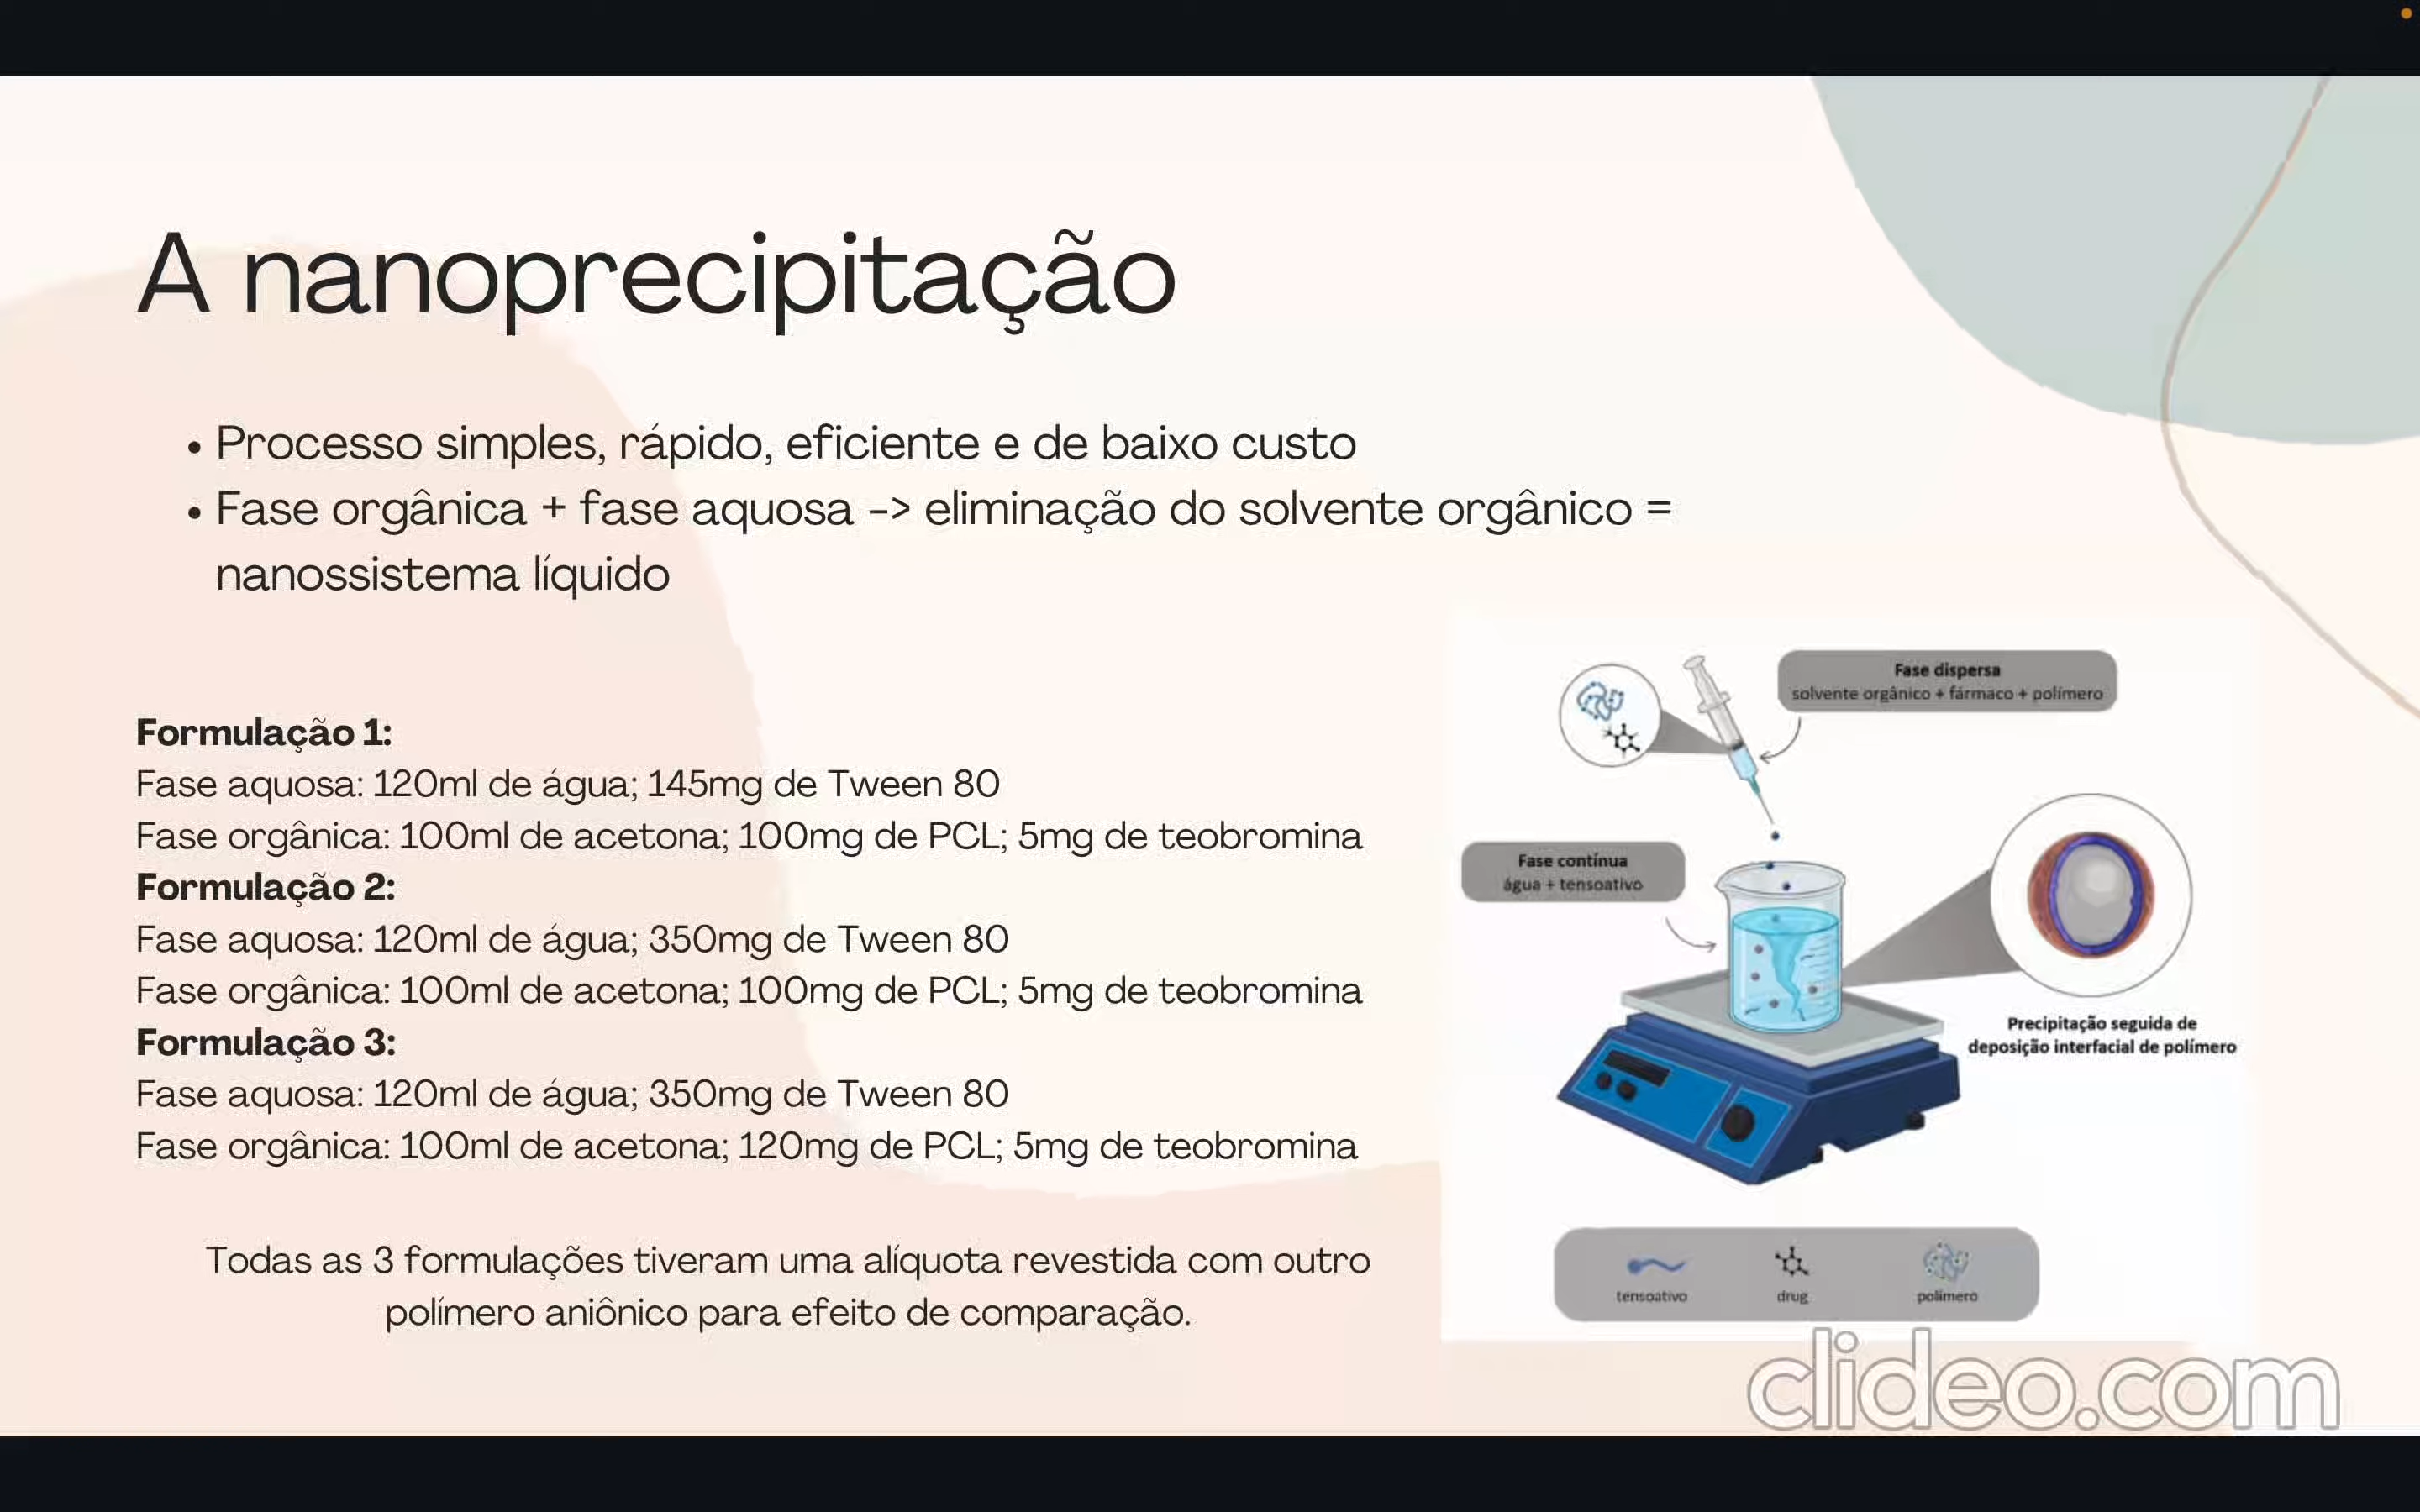 A nanoprecipitação
• Processo simples, rápido, eficiente e de baixo custo
• Fase orgânica + fase aquosa -> eliminação do solvente orgânico =
nanossistema líquido
Formulação 1:
Fase aquosa: 120ml de água; 145mg de Tween 80
Fase orgânica: 100ml de acetona; 100mg de PCL; 5mg de teobromina
Formulação 2:
Fase aquosa: 120ml de água; 350mg de Tween 80
Fase orgânica: 100ml de acetona; 100mg de PCL; 5mg de teobromina
Formulação 3:
Fase aquosa: 120ml de água; 350mg de Tween 80
Fase orgânica: 100ml de acetona; 120mg de PCL; 5mg de teobromina
Todas as 3 formulações tiveram uma alíquota revestida com outro
polímero aniônico para efeito de comparação.
Fase dispersa
solvente orgânico + fármaco + polímero
Fase contínua
água + tensoativo
Precipitação seguida de
deposição interfacial de polímero
tensoativo
drug
polímero
clideo.com